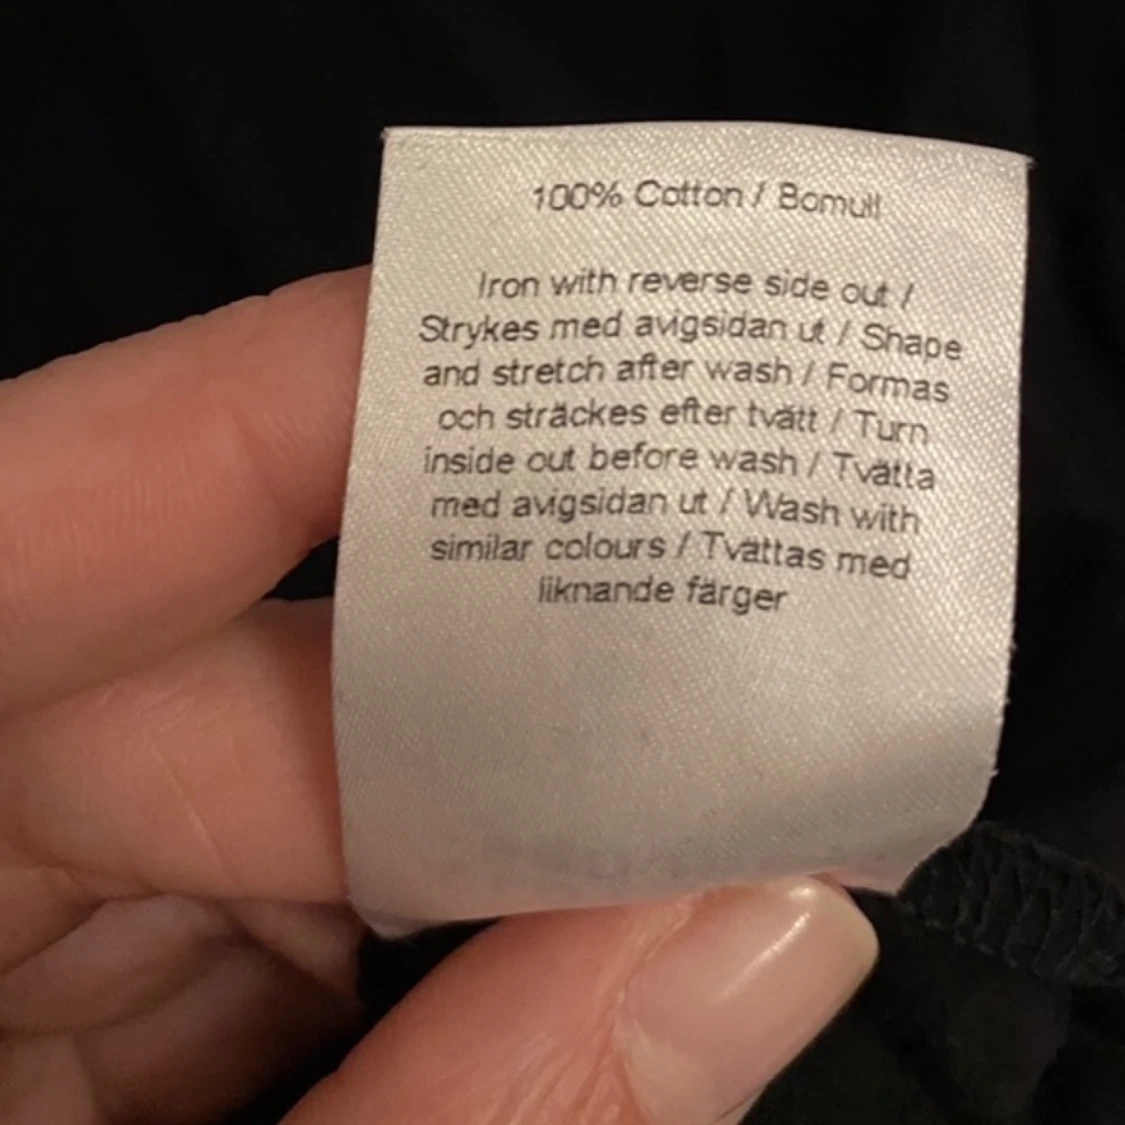 100% Cotton / Bomull
Iron with reverse side out /
Strykes med avigsidan ut / Shape
and stretch after wash / Formas
och sträckes efter tvätt / Turn
inside out before wash / Tvätta
med avigsidan ut / Wash with
similar colours / Tvättas med
liknande färger